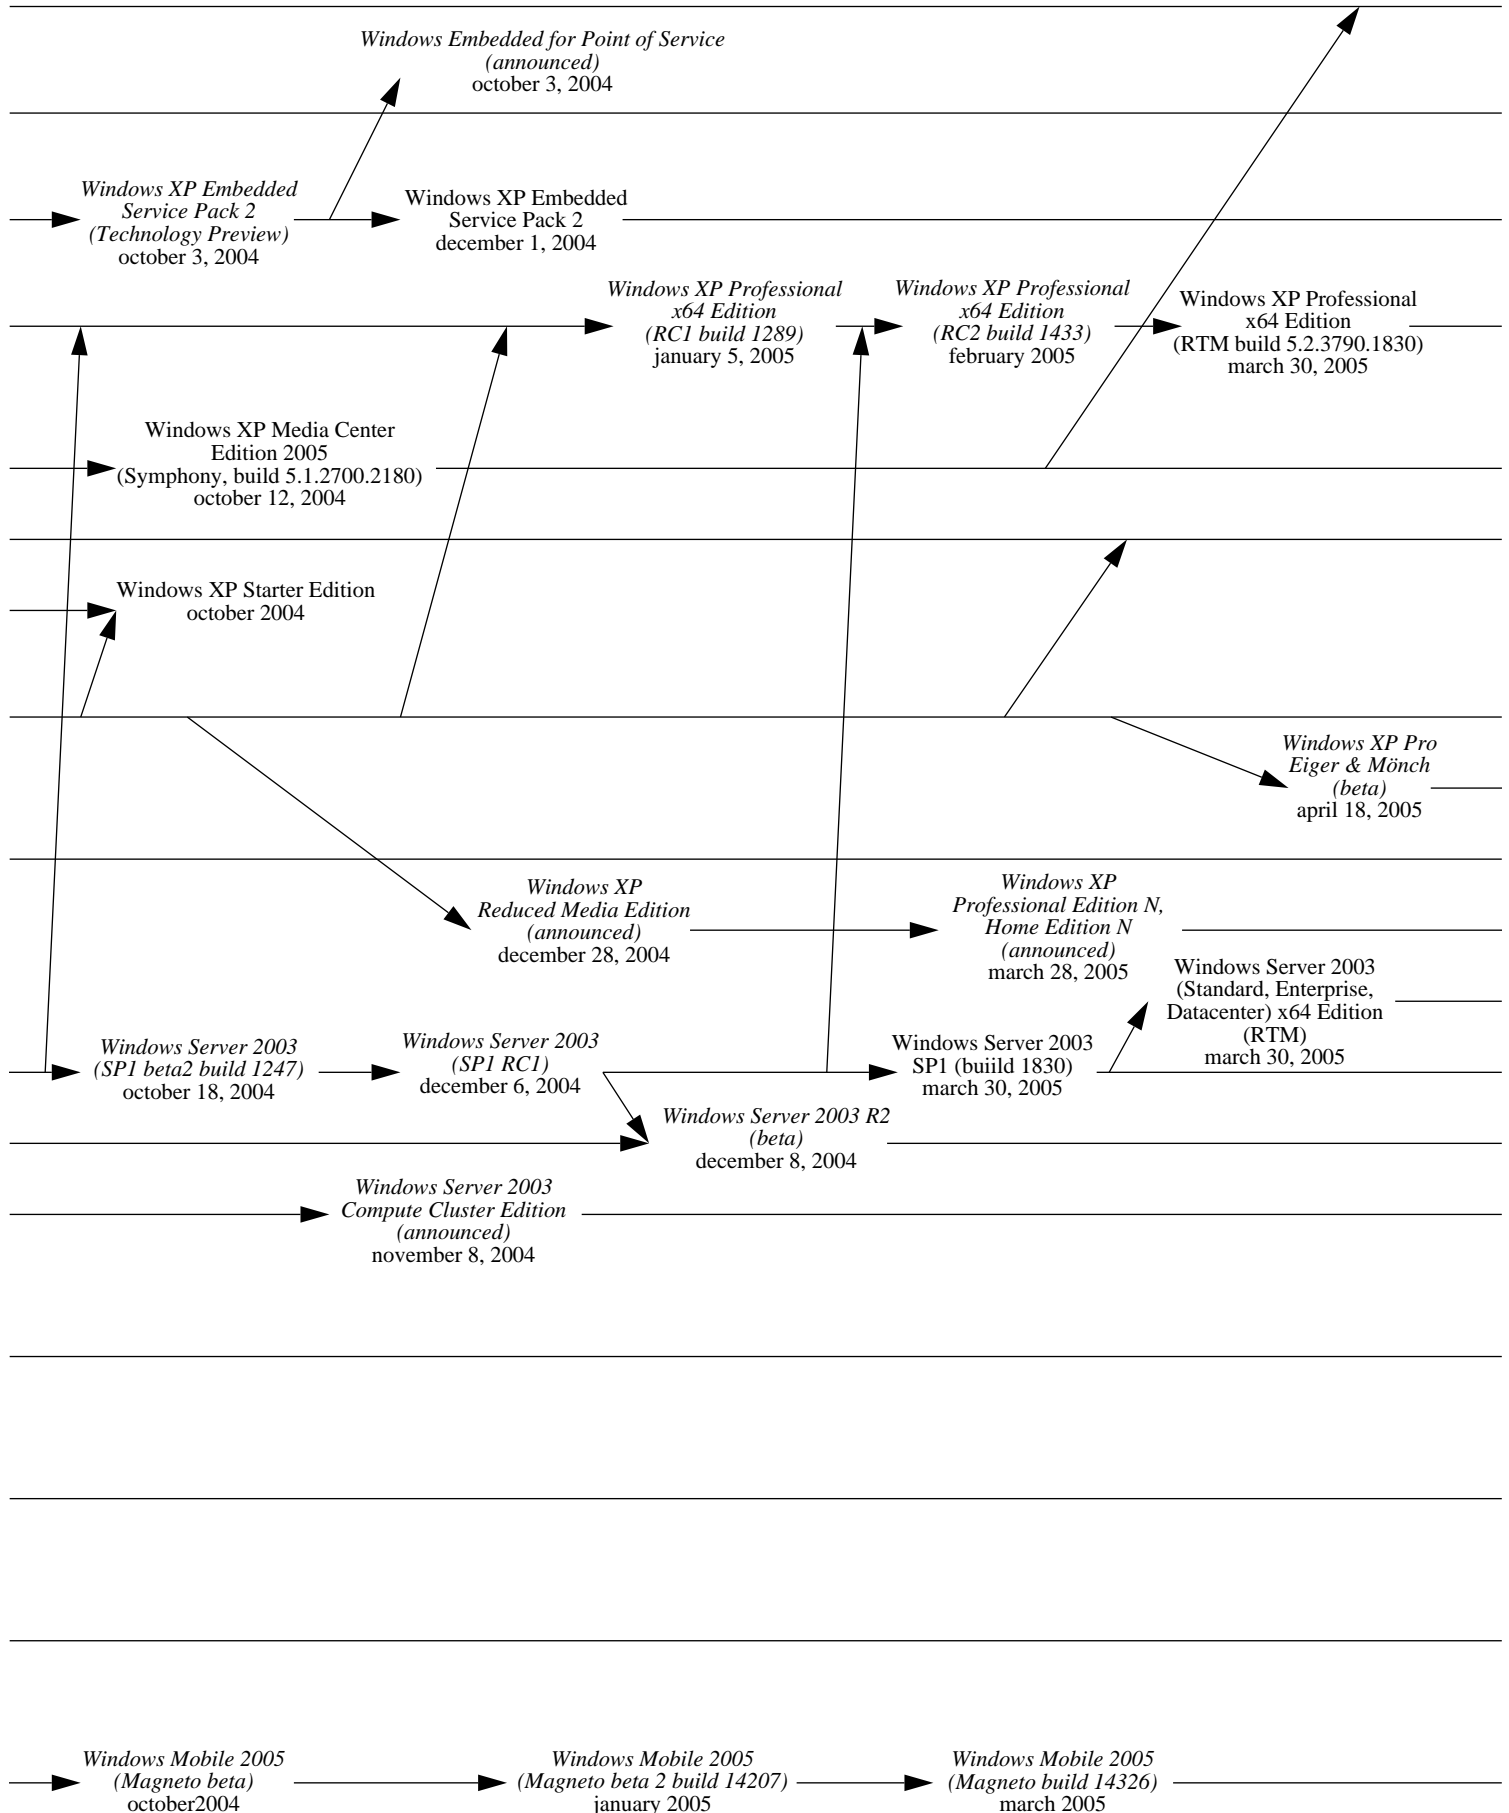 Windows Embedded for Point of Service
(announced)
october 3, 2004
Windows XP Embedded
Service Pack 2
(Technology Preview)
october 3, 2004
Windows XP Embedded
Service Pack 2
december 1, 2004
Windows XP Professional
x64 Edition
(RC1 build 1289)
january 5, 2005
Windows XP Professional
x64 Edition
(RC2 build 1433)
february 2005
Windows XP Professional
x64 Edition
(RTM build 5.2.3790.1830)
march 30, 2005
Windows XP Media Center
Edition 2005
(Symphony, build 5.1.2700.2180)
october 12, 2004
Windows XP Starter Edition
october 2004
Windows XP Pro
Eiger & Mönch
(beta)
april 18, 2005
Windows XP
Reduced Media Edition
(announced)
december 28, 2004
Windows XP
Professional Edition N,
Home Edition N
(announced)
march 28, 2005
Windows Server 2003
(Standard, Enterprise,
Datacenter) x64 Edition
(RTM)
march 30, 2005
Windows Server 2003
(SP1 beta2 build 1247)
october 18, 2004
Windows Server 2003
(SP1 RC1)
december 6, 2004
Windows Server 2003
SP1 (buiild 1830)
march 30, 2005
Windows Server 2003 R2
(beta)
december 8, 2004
Windows Server 2003
Compute Cluster Edition
(announced)
november 8, 2004
Windows Mobile 2005
(Magneto beta)
october2004
Windows Mobile 2005
(Magneto beta 2 build 14207)
january 2005
Windows Mobile 2005
(Magneto build 14326)
march 2005